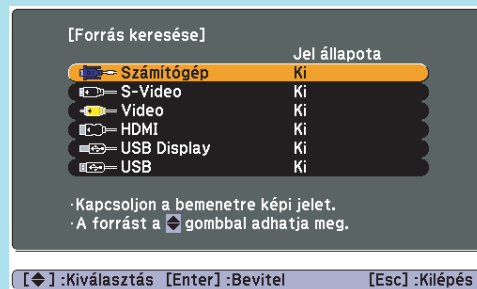 [Forrás keresése]
Jel állapota
Számítógép Ki
S-Video Ki
Video Ki
HDMI Ki
USB Display Ki
USB Ki
·Kapcsoljon a bemenetre képi jelet.
·A forrást a gombbal adhatja meg.
[ ] :Kiválasztás [Enter] :Bevitel [Esc] :Kilépés